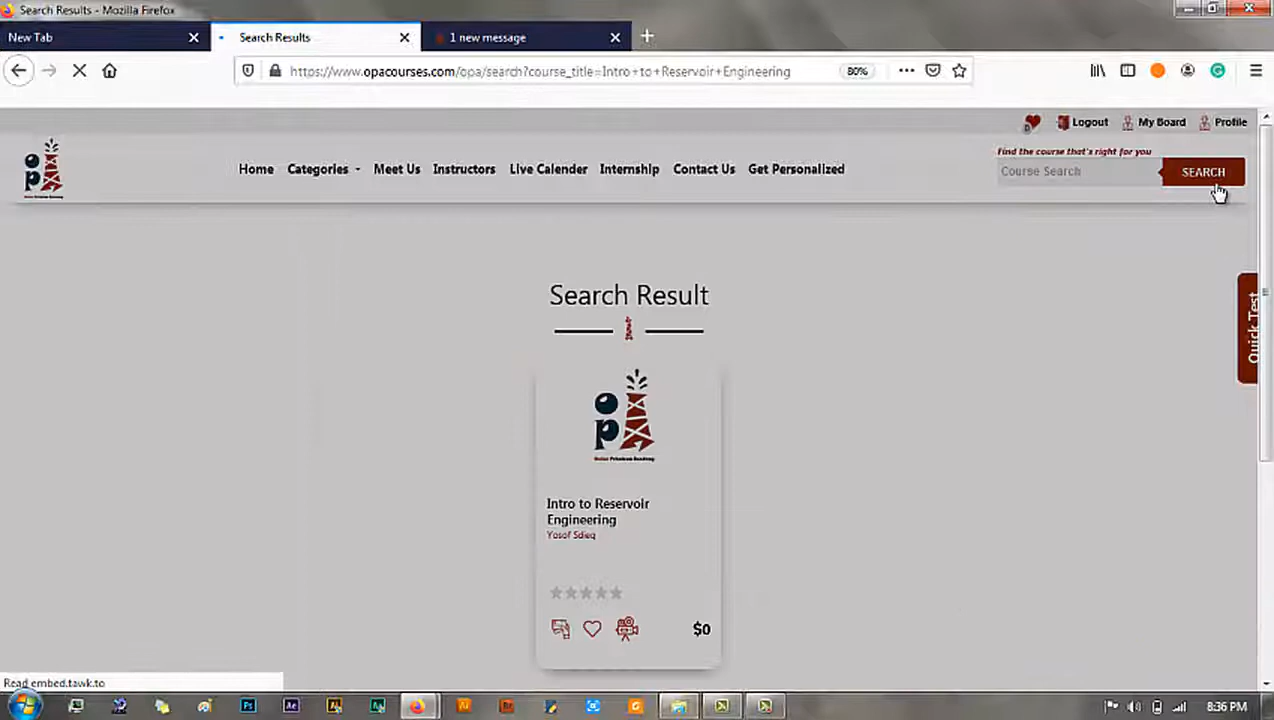 Search Results - Mozilla Firefox
New Tab
Search Results
1 new message
https://www.opacourses.com/opa/search?course_title=Intro+to+Reservoir+Engineering
80%
Logout
My Board
Profile
Find the course that's right for you
Home
Categories
Meet Us
Instructors
Live Calender
Internship
Contact Us
Get Personalized
Course Search
SEARCH
Quick Test
Search Result
Intro to Reservoir
Engineering
Yosof Sdieq
$0
Read embed.tawk.to
8:36 PM